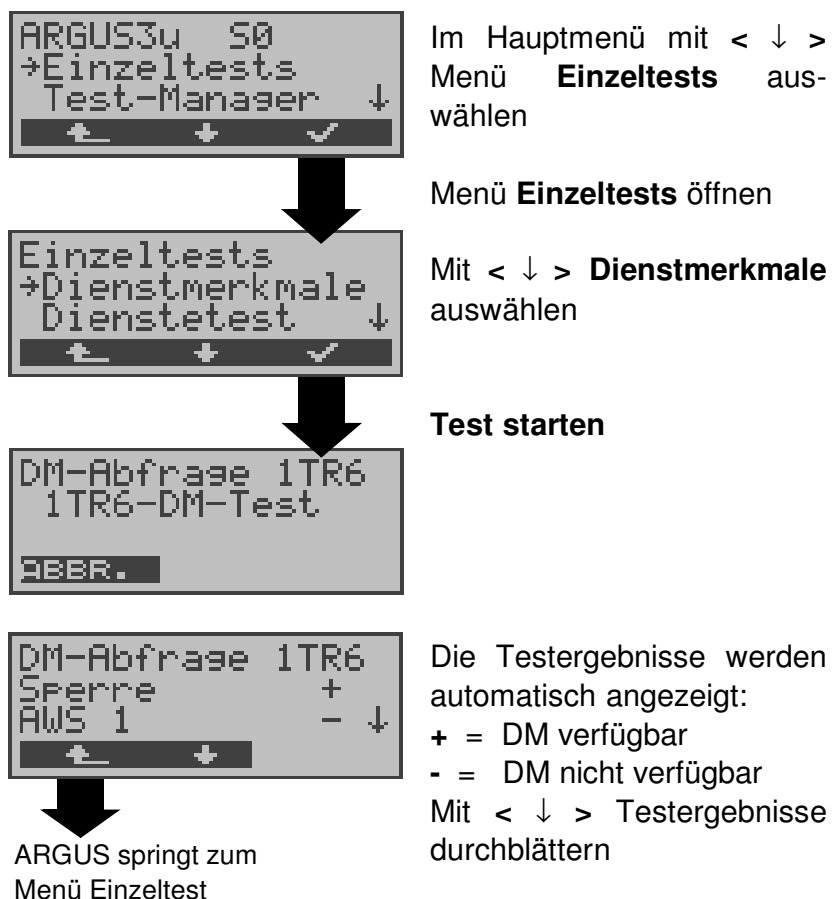 ARGUS3u S0
→Einzeltests
Test-Manager ↓
Im Hauptmenü mit < ↓ >
Menü Einzeltests aus-
wählen
Menü Einzeltests öffnen
Einzeltests
→Dienstmerkmale
Dienstetest ↓
Mit < ↓ > Dienstmerkmale
auswählen
Test starten
DM-Abfrage 1TR6
1TR6-DM-Test
ABBR.
DM-Abfrage 1TR6
Sperre +
AWS 1 - ↓
Die Testergebnisse werden
automatisch angezeigt:
+ = DM verfügbar
- = DM nicht verfügbar
Mit < ↓ > Testergebnisse
durchblättern
ARGUS springt zum
Menü Einzeltest